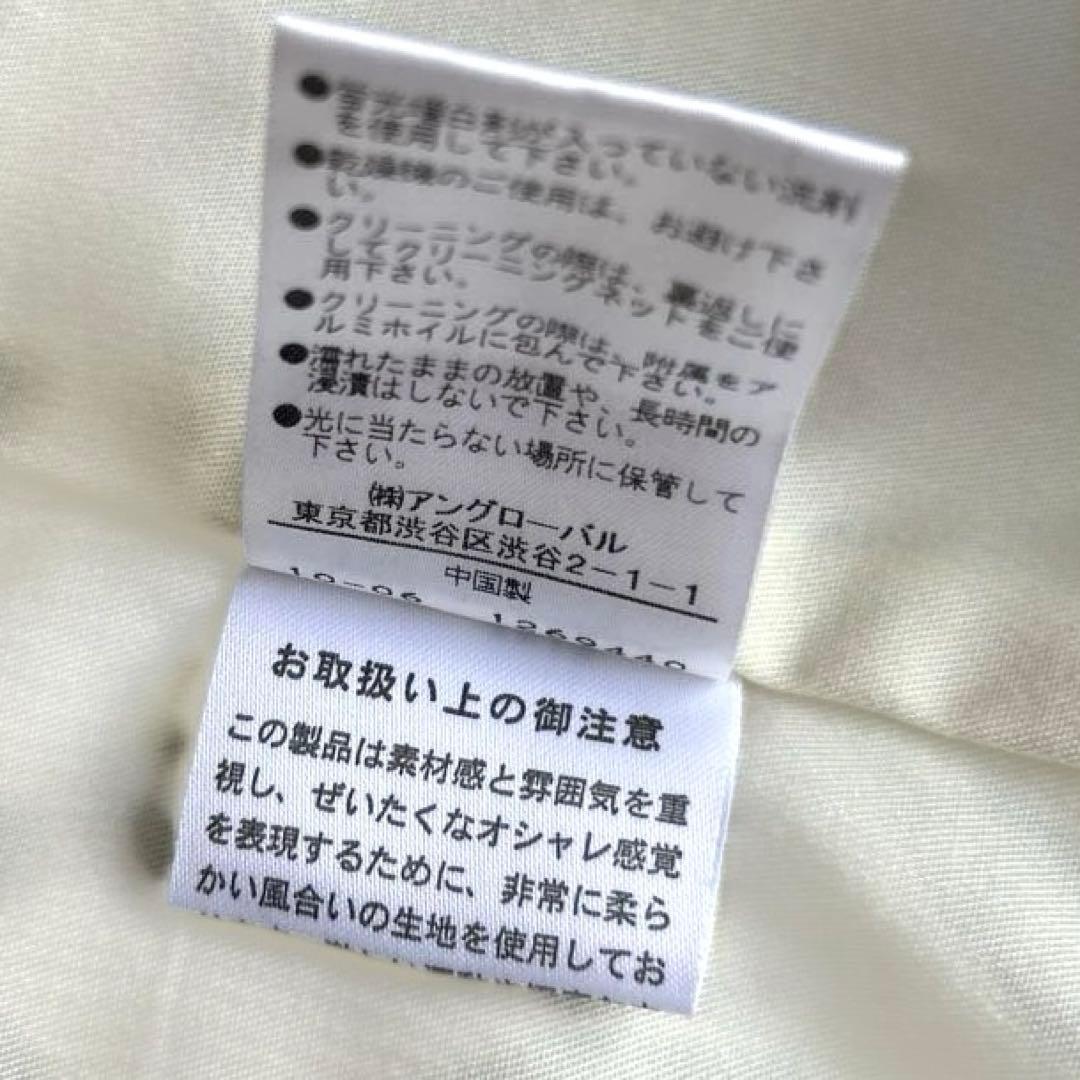 ●蛍光増白剤が入っていない洗剤
を使用して下さい。
●乾燥機のご使用は、お避け下さ
い。
●クリーニングの際は、裏返しに
してクリーニングネットをご使
用下さい。
●クリーニングの際は、附属をア
ルミホイルに包んで下さい。
●濡れたままの放置や、長時間の
浸漬はしないで下さい。
●光に当たらない場所に保管して
下さい。
㈱アングローバル
東京都渋谷区渋谷2-1-1
中国製
お取扱い上の御注意
この製品は素材感と雰囲気を重
視し、ぜいたくなオシャレ感覚
を表現するために、非常に柔ら
かい風合いの生地を使用してお